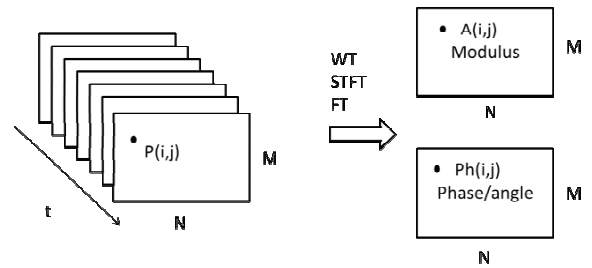 P(i,j)
M
N
t
WT
STFT
FT
A(i,j)
Modulus
M
N
Ph(i,j)
Phase/angle
M
N